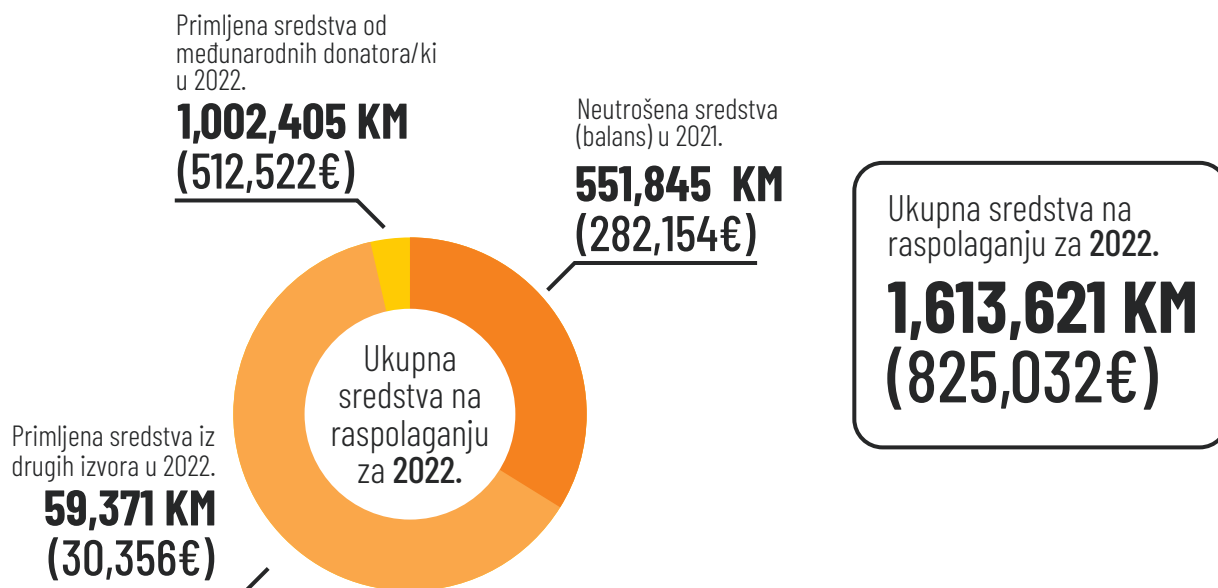 Primljena sredstva od
međunarodnih donatora/ki
u 2022.
1,002,405 KM
(512,522€)
Neutrošena sredstva
(balans) u 2021.
551,845 KM
(282,154€)
Ukupna sredstva na
raspolaganju za 2022.
1,613,621 KM
(825,032€)
Ukupna
sredstva na
raspolaganju
za 2022.
Primljena sredstva iz
drugih izvora u 2022.
59,371 KM
(30,356€)